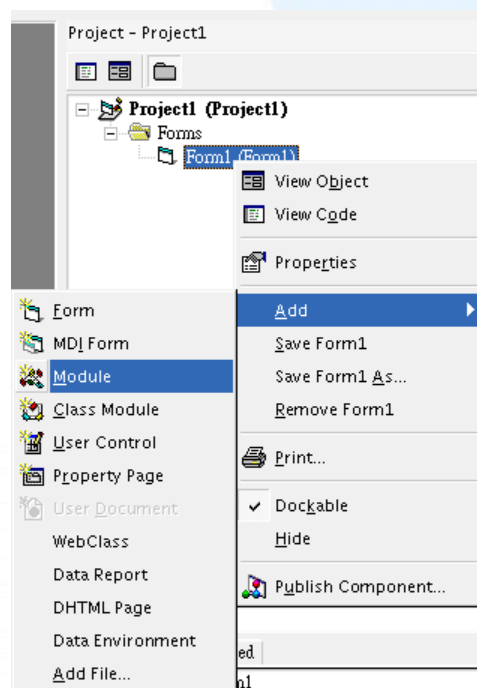 Project - Project1
Project1 (Project1)
Forms
Form1 (Form1)
View Object
View Code
Properties
Add
Save Form1
Save Form1 As...
Remove Form1
Print...
Dockable
Hide
Publish Component...
Form
MDI Form
Module
Class Module
User Control
Property Page
User Document
WebClass
Data Report
DHTML Page
Data Environment
Add File...